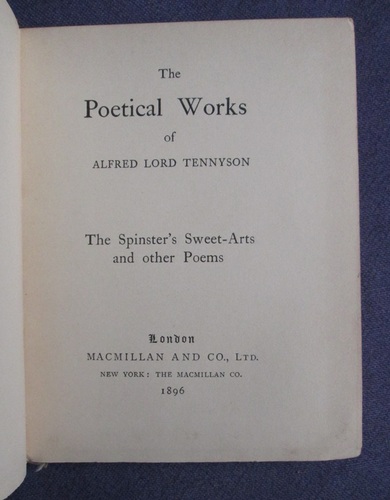 The
Poetical Works
of
ALFRED LORD TENNYSON
The Spinster's Sweet-Arts
and other Poems
London
MACMILLAN AND CO., LTD.
NEW YORK: THE MACMILLAN CO.
1896